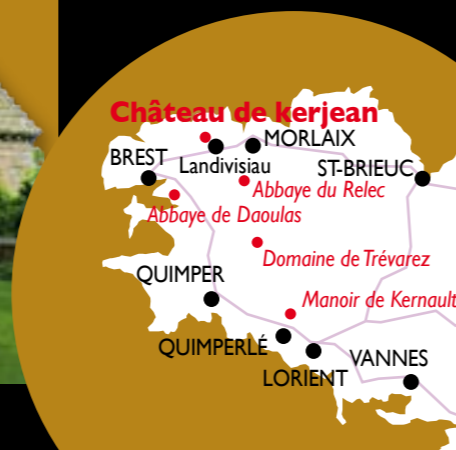 Château de kerjean
MORLAIX
BREST
Landivisiau
ST-BRIEUC
Abbaye du Relec
Abbaye de Daoulas
Domaine de Trévarez
QUIMPER
Manoir de Kernault
QUIMPERLÉ
LORIENT
VANNES